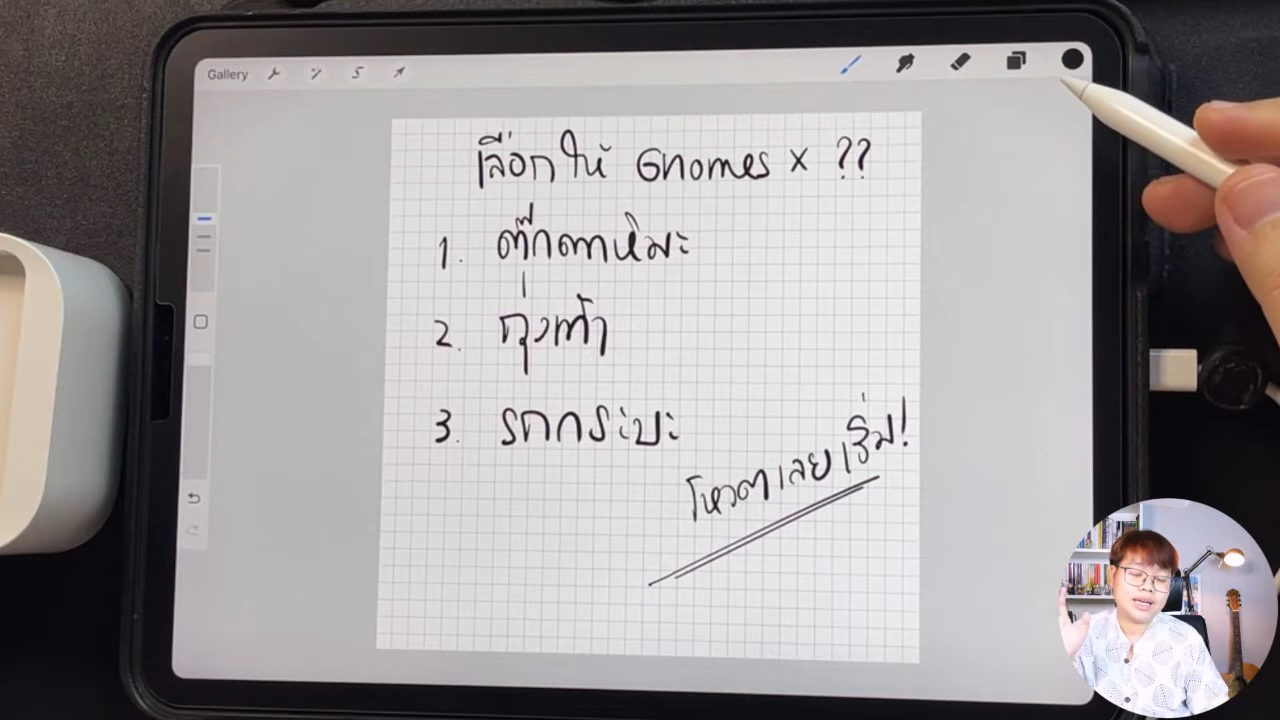 Gallery
เลือกให้ Gnomes x ??
1. ตุ๊กตาหิมะ
2. ถุงเท้า
3. รถกระบะ
โหวตเลย เริ่ม!